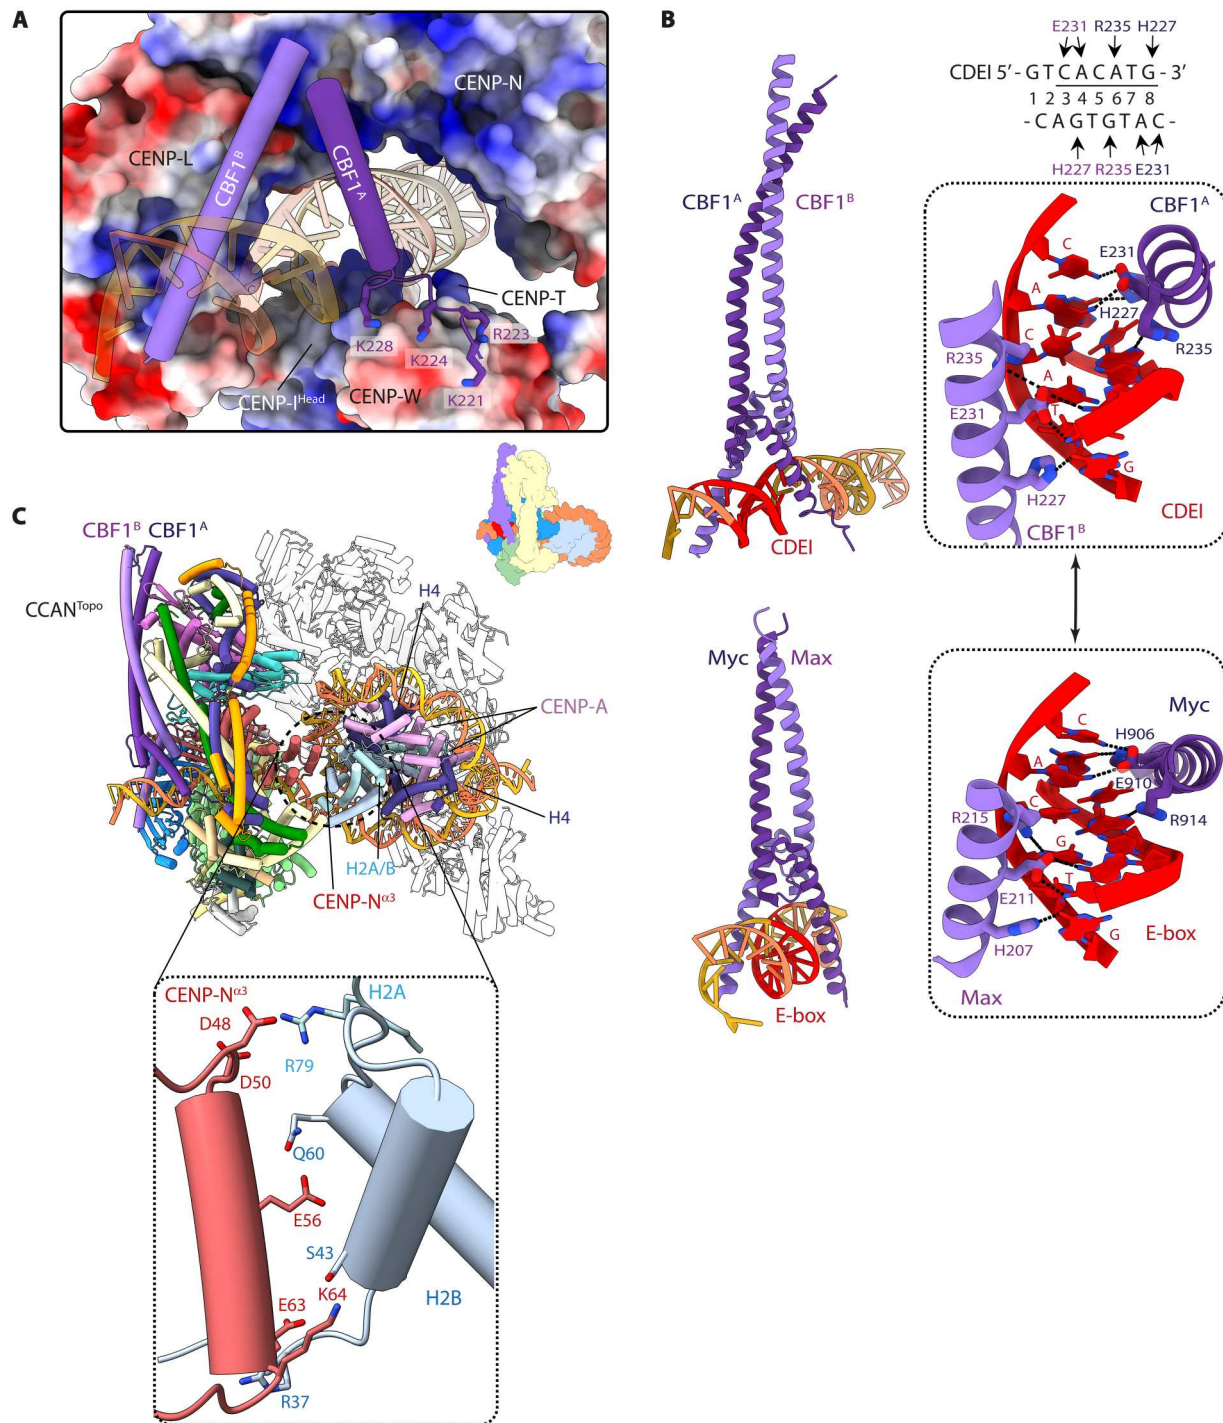 A
CENP-N
CENP-L
CBF1ᴮ
CBF1ᴬ
CENP-T
K228
K224
R223
CENP-Iᴴᵉᵃᵈ
CENP-W
K221
B
E231 R235 H227
CDEI 5′-GTCACATG-3′
1 2 3 4 5 6 7 8
-CAGTGTAC-
H227 R235 E231
CBF1ᴬ
CBF1ᴮ
CDEI
CBF1ᴬ
C
E231
A
H227
R235
C
R235
A
E231
T
G
H227
CDEI
CBF1ᴮ
Myc Max
E-box
Myc
C
H906
A
E910
R215
C
R914
G
T
E211
G
H207
E-box
Max
C
CBF1ᴮ CBF1ᴬ
CCANᵀᵒᵖᵒ
H4
CENP-A
H4
H2A/B
CENP-Nᵅ³
CENP-Nᵅ³
H2A
D48
R79
D50
Q60
E56
S43
K64
E63
H2B
R37